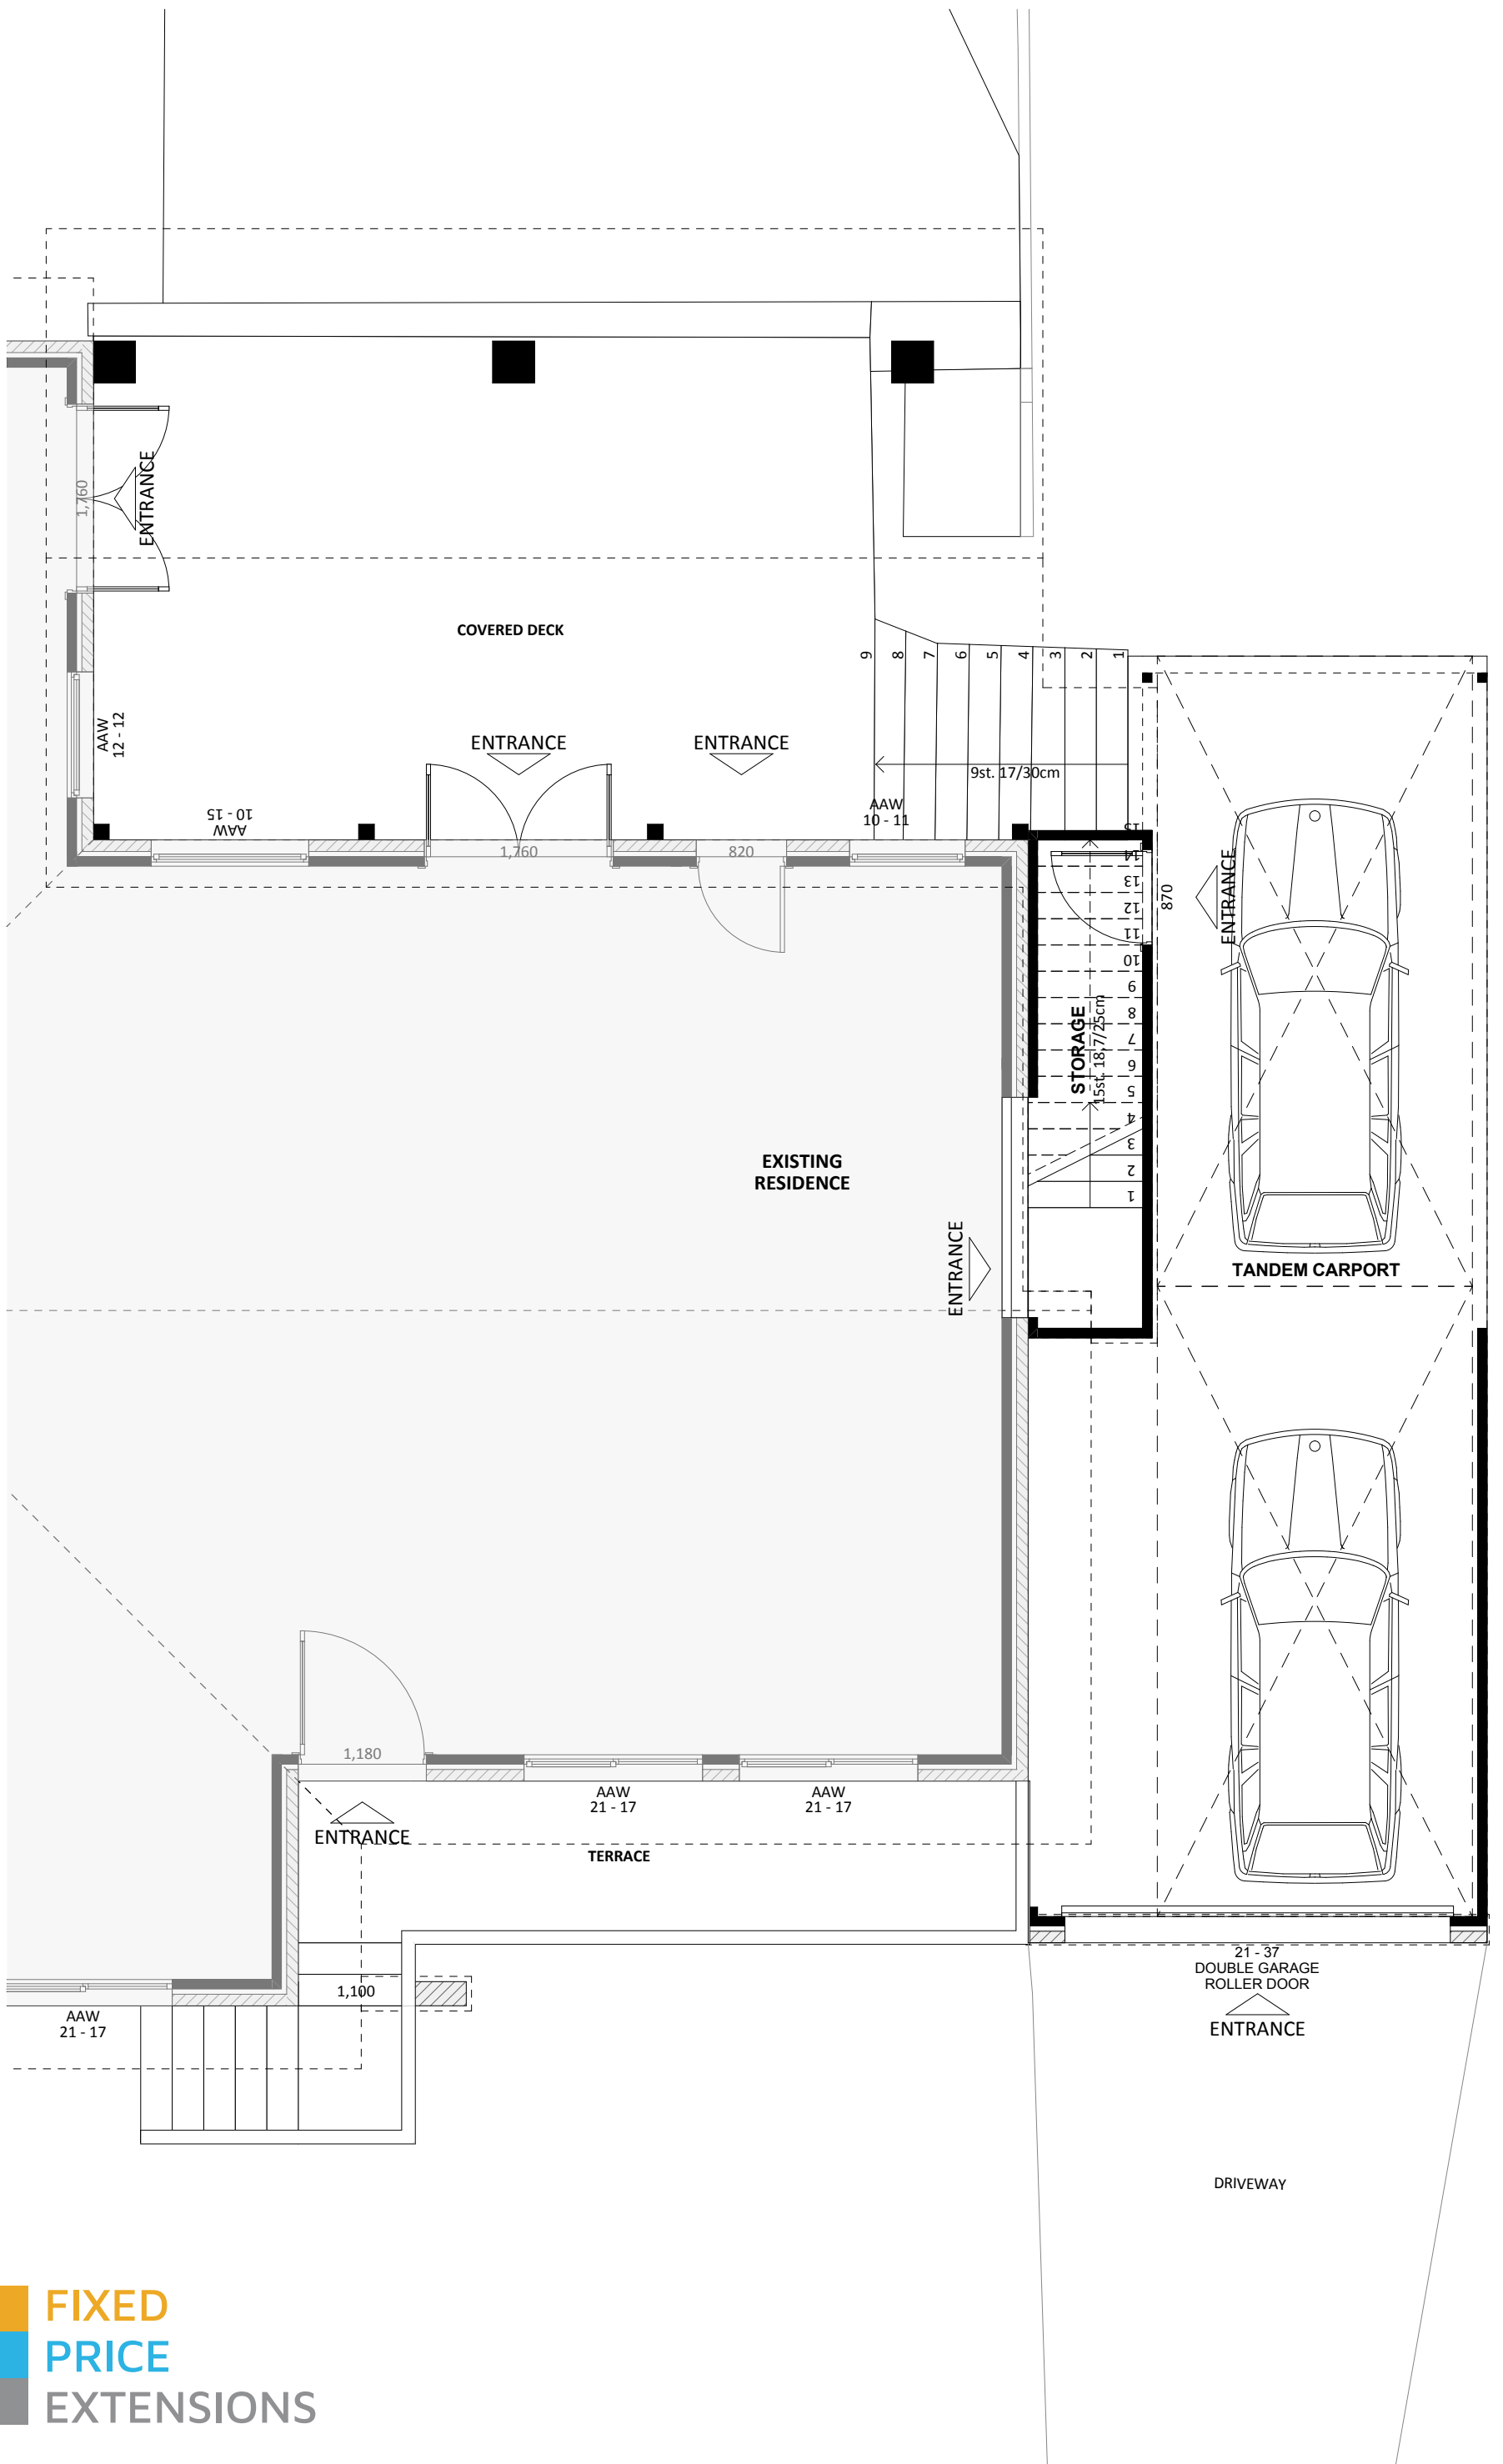 1,760
ENTRANCE
COVERED DECK
9
8
7
6
5
4
3
2
1
AAW
12 - 12
ENTRANCE
ENTRANCE
9st. 17/30cm
AAW
10 - 15
AAW
10 - 11
1,760
820
15
14
13
12
11
10
9
8
7
6
5
4
3
2
1
870
ENTRANCE
STORAGE
15st. 18,7/25cm
EXISTING
RESIDENCE
ENTRANCE
TANDEM CARPORT
1,180
AAW
21 - 17
AAW
21 - 17
ENTRANCE
TERRACE
21 - 37
DOUBLE GARAGE
ROLLER DOOR
ENTRANCE
1,100
AAW
21 - 17
DRIVEWAY
FIXED
PRICE
EXTENSIONS